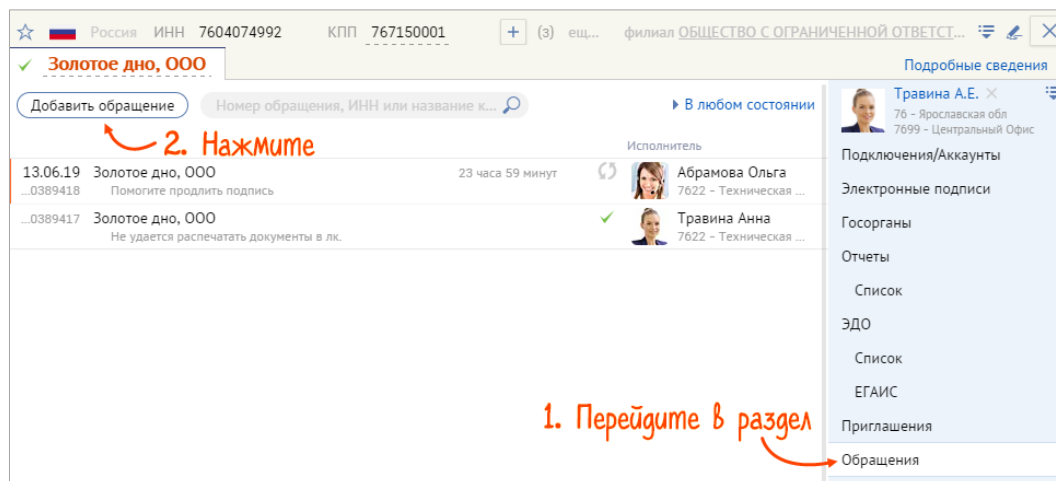 Россия ИНН 7604074992 КПП 767150001 + (3) ещ... филиал ОБЩЕСТВО С ОГРАНИЧЕННОЙ ОТВЕТСТ...
Золотое дно, ООО
Подробные сведения
Добавить обращение
Номер обращения, ИНН или название к...
В любом состоянии
2. Нажмите
Исполнитель
13.06.19 Золотое дно, ООО 23 часа 59 минут Абрамова Ольга
...0389418 Помогите продлить подпись 7622 – Техническая ...
...0389417 Золотое дно, ООО Травина Анна
Не удается распечатать документы в лк. 7622 – Техническая ...
Травина А.Е.
76 – Ярославская обл
7699 – Центральный Офис
Подключения/Аккаунты
Электронные подписи
Госорганы
Отчеты
Список
ЭДО
Список
ЕГАИС
Приглашения
1. Перейдите в раздел
Обращения